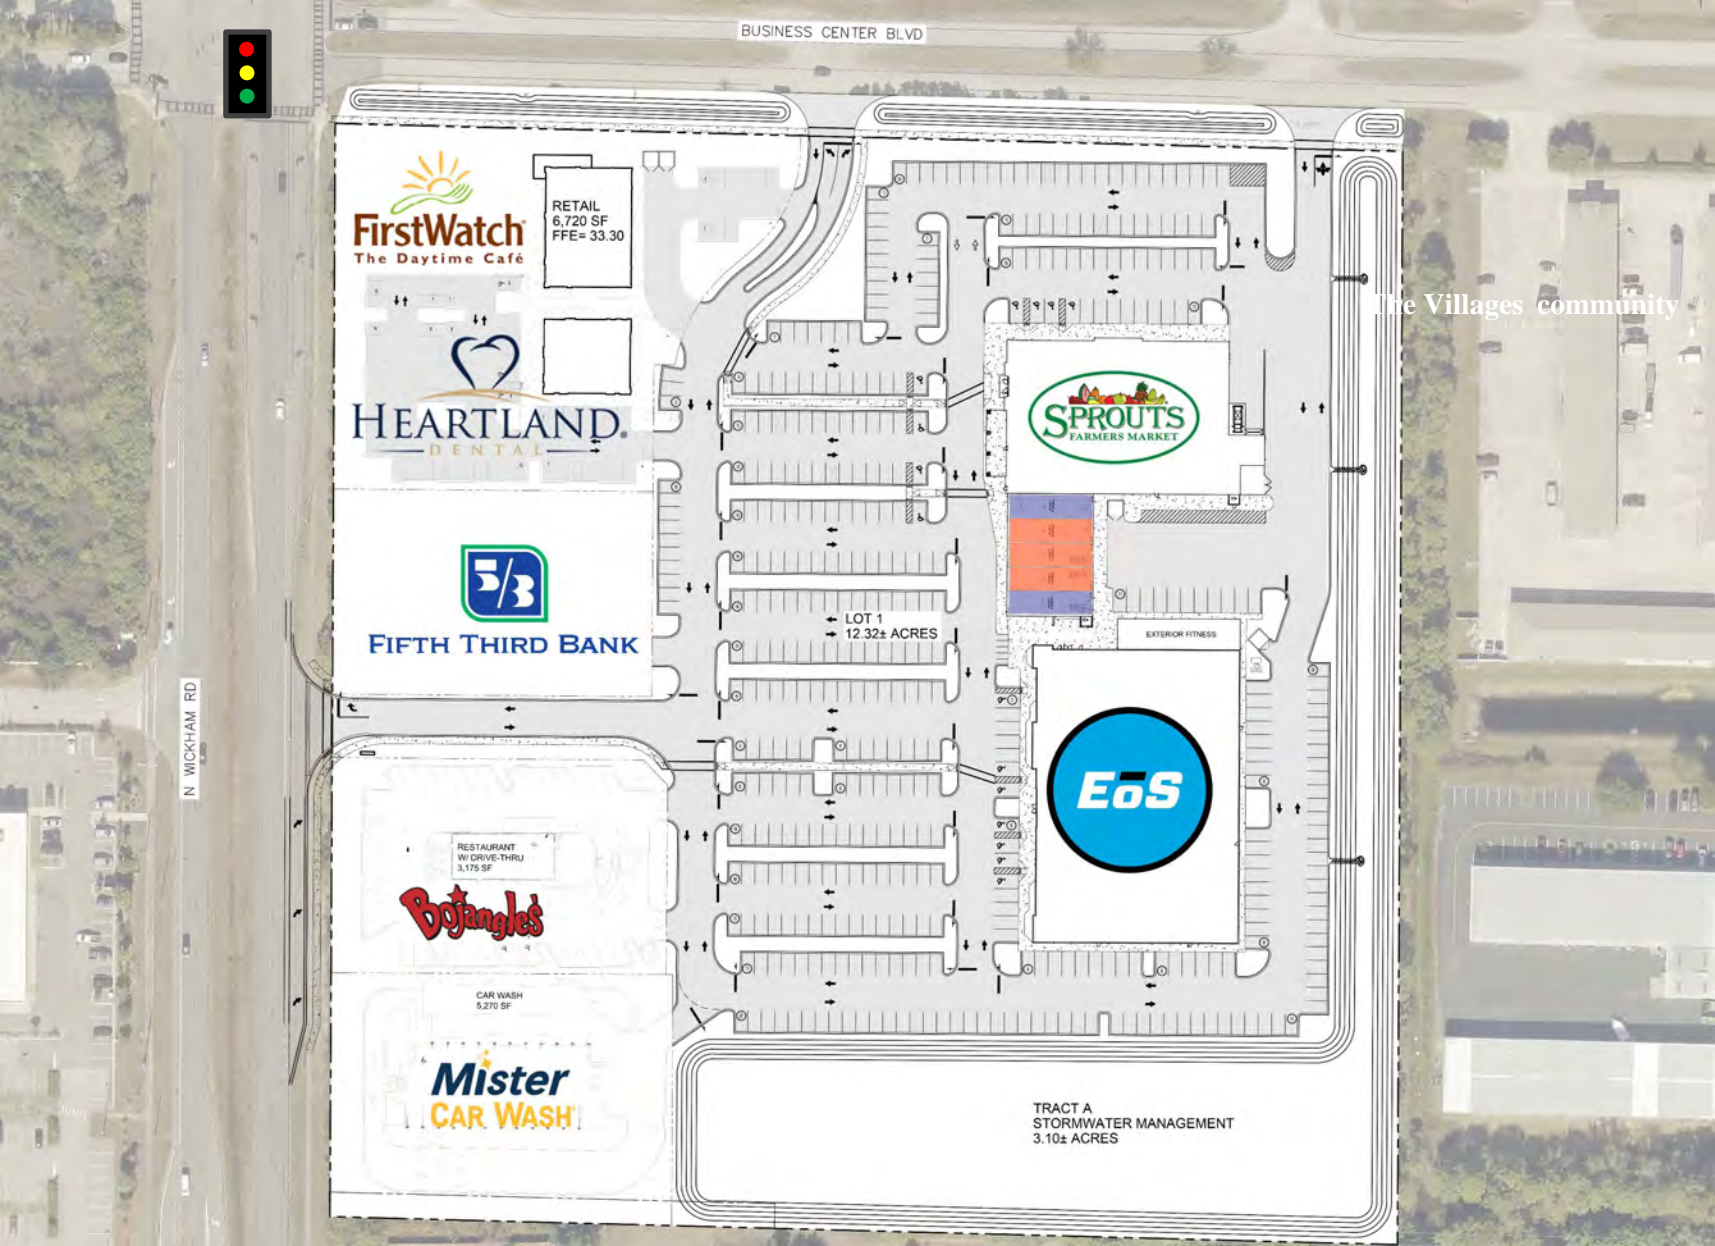 BUSINESS CENTER BLVD
FirstWatch
The Daytime Café
RETAIL
6,720 SF
FFE= 33.30
The Villages community
HEARTLAND
DENTAL
SPROUTS
FARMERS MARKET
5/3
FIFTH THIRD BANK
LOT 1
12.32± ACRES
EXTERIOR FITNESS
N WICKHAM RD
EōS
RESTAURANT
W/ DRIVE-THRU
3,175 SF
Bojangles
CAR WASH
5,270 SF
Mister
CAR WASH
TRACT A
STORMWATER MANAGEMENT
3.10± ACRES